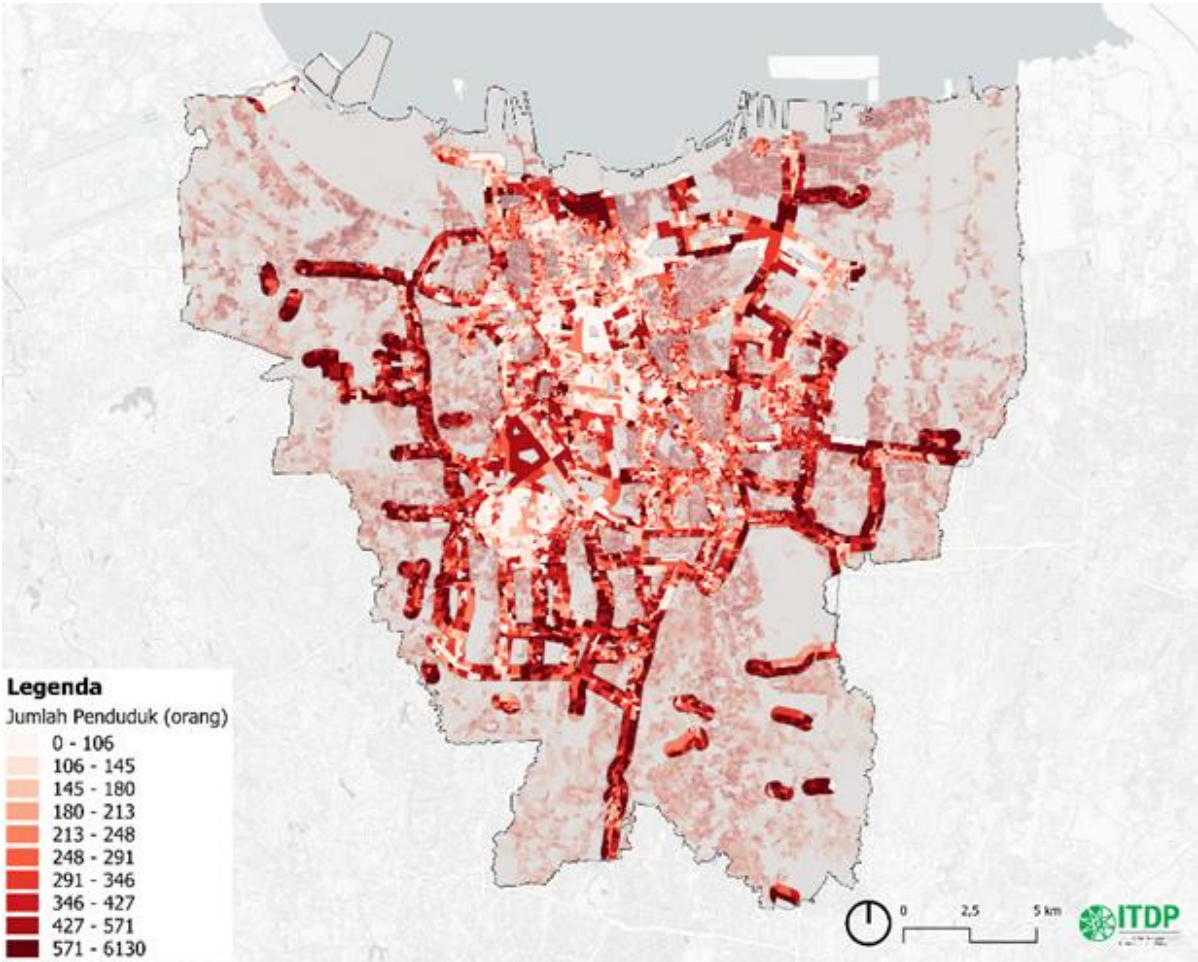 Legenda
Jumlah Penduduk (orang)
0 - 106
106 - 145
145 - 180
180 - 213
213 - 248
248 - 291
291 - 346
346 - 427
427 - 571
571 - 6130
0 2,5 5 km
ITDP